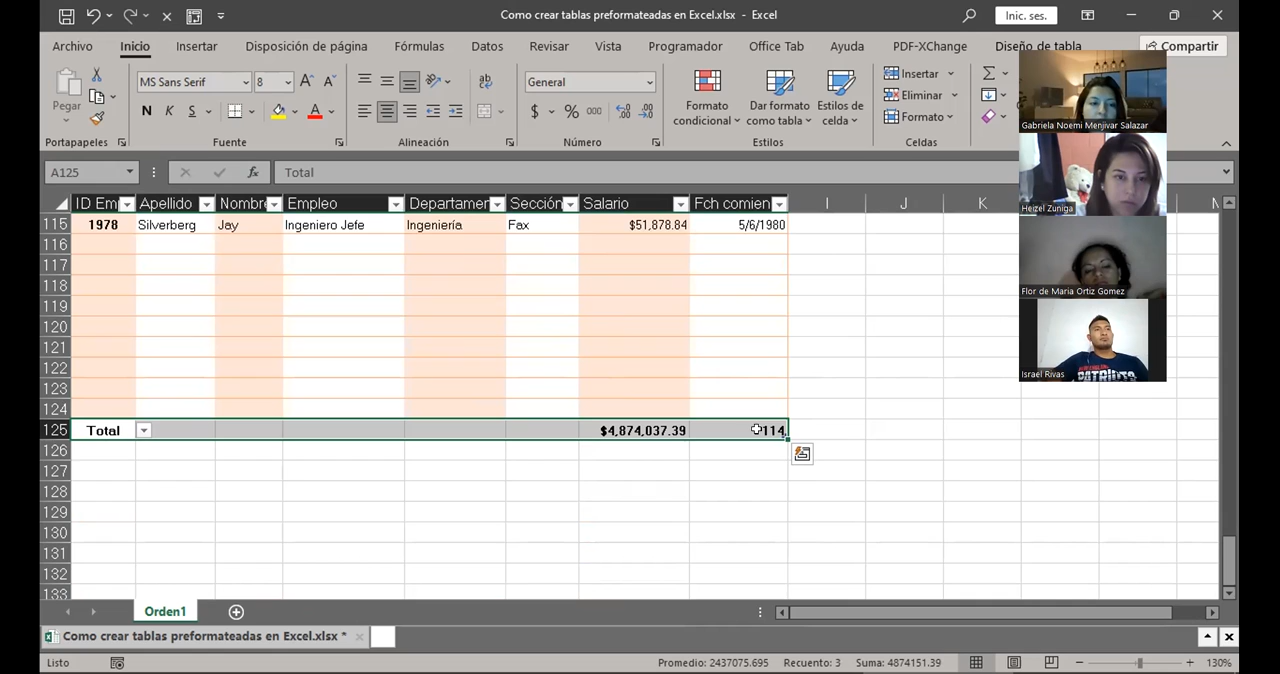 Como crear tablas preformateadas en Excel.xlsx - Excel
Inic. ses.
Archivo Inicio Insertar Disposición de página Fórmulas Datos Revisar Vista Programador Office Tab Ayuda PDF-XChange Diseño de tabla Compartir
Pegar
MS Sans Serif 8
N K S
General
$ % 000
Formato condicional
Dar formato como tabla
Estilos de celda
Insertar
Eliminar
Formato
Portapapeles Fuente Alineación Número Estilos Celdas
A125 fx Total
ID Em Apellido Nombre Empleo Departamen Sección Salario Fch comien I J K
115 1978 Silverberg Jay Ingeniero Jefe Ingeniería Fax $51,878.84 5/6/1980
116
117
118
119
120
121
122
123
124
125 Total $4,874,037.39 114
126
127
128
129
130
131
132
133
Gabriela Noemi Menjivar Salazar
Heizel Zuniga
Flor de Maria Ortiz Gomez
Israel Rivas
PATRIOTS
Orden1
Como crear tablas preformateadas en Excel.xlsx *
Listo Promedio: 2437075.695 Recuento: 3 Suma: 4874151.39 130%